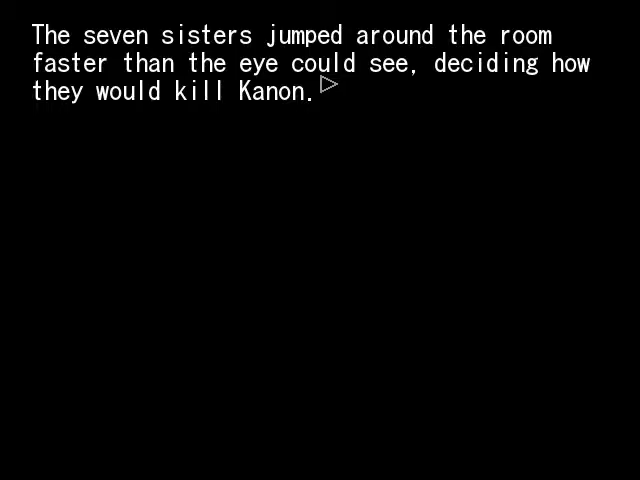 The seven sisters jumped around the room
faster than the eye could see, deciding how
they would kill Kanon.